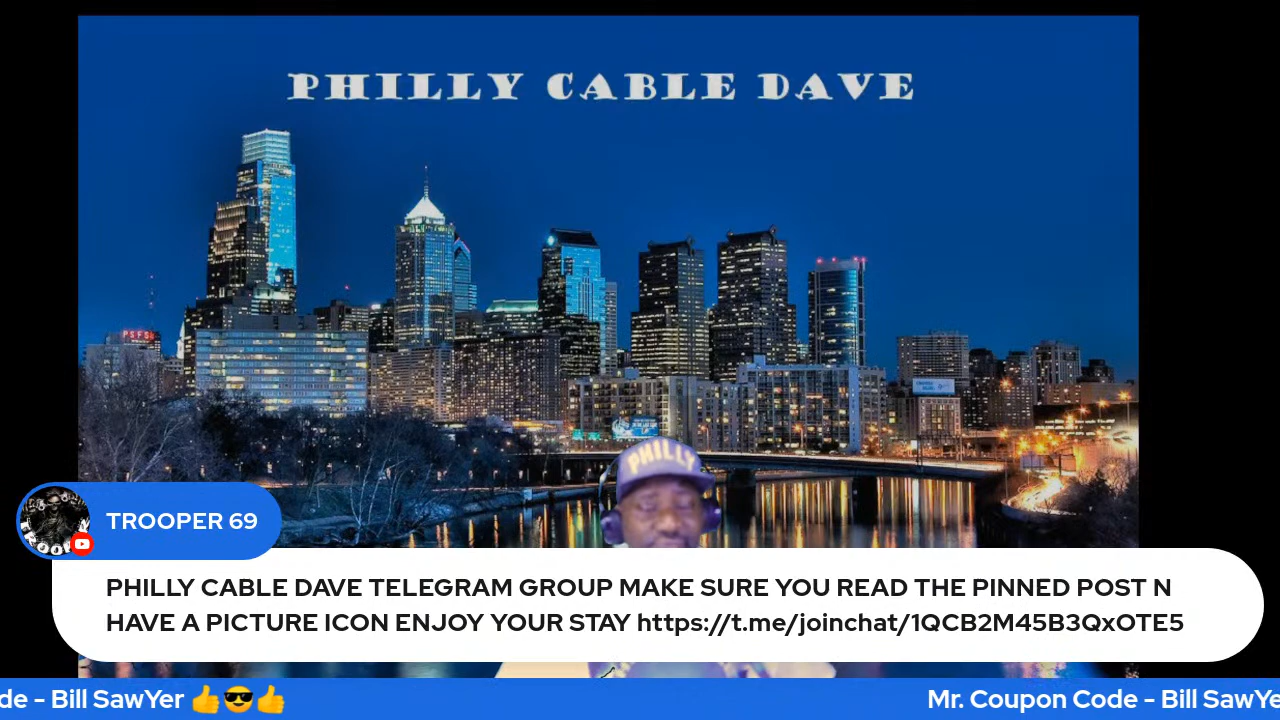 PHILLY CABLE DAVE
PSFS
PHILLY
TROOPER 69
PHILLY CABLE DAVE TELEGRAM GROUP MAKE SURE YOU READ THE PINNED POST N
HAVE A PICTURE ICON ENJOY YOUR STAY https://t.me/joinchat/1QCB2M45B3QxOTE5
de - Bill SawYer 👍😎👍
Mr. Coupon Code - Bill SawYe